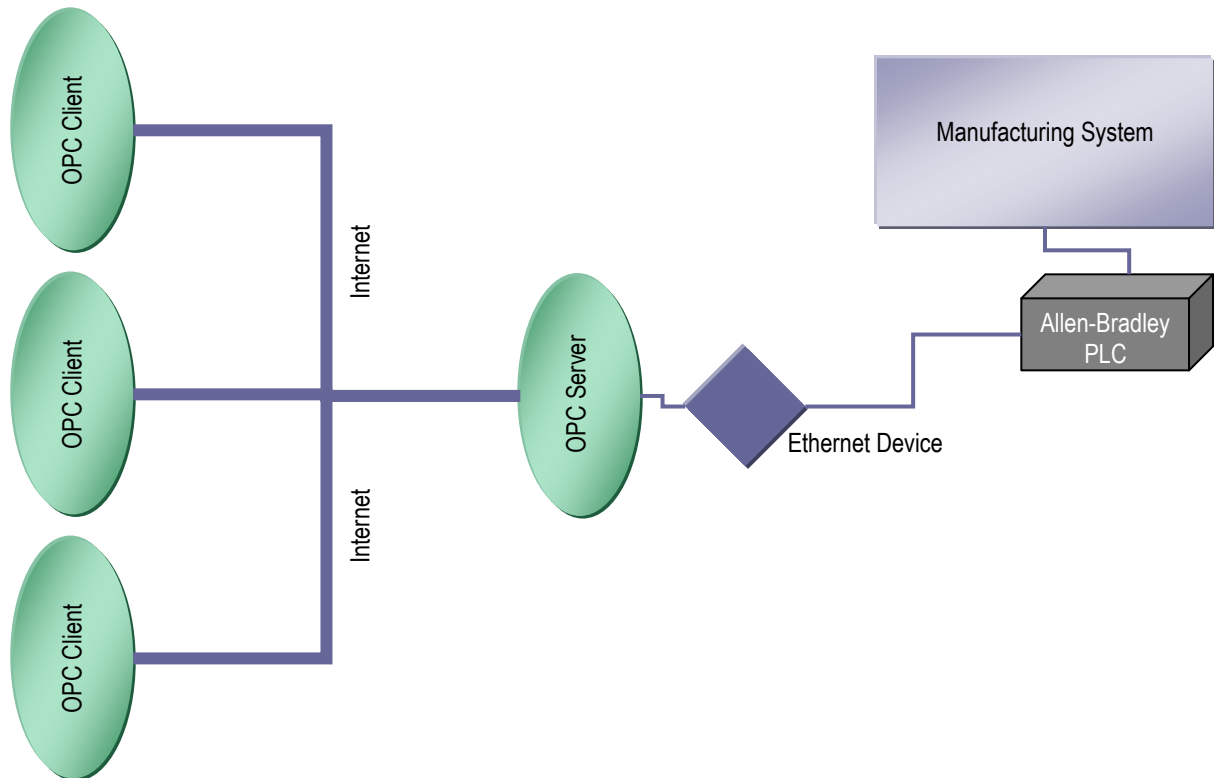 OPC Client
Manufacturing System
Internet
Allen-Bradley
PLC
OPC Client
OPC Server
Ethernet Device
Internet
OPC Client